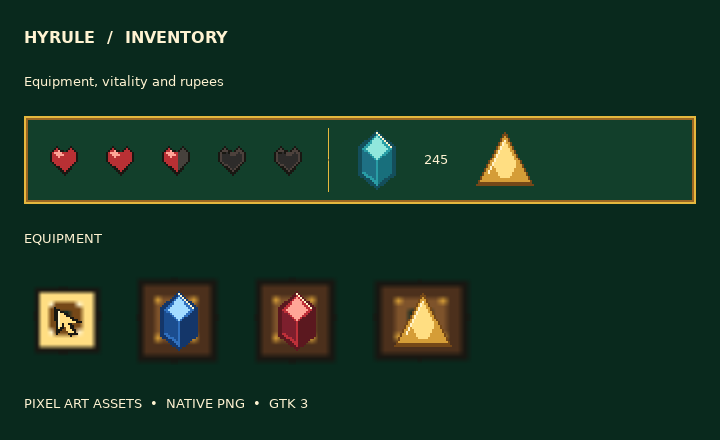 HYRULE / INVENTORY
Equipment, vitality and rupees
245
EQUIPMENT
PIXEL ART ASSETS • NATIVE PNG • GTK 3